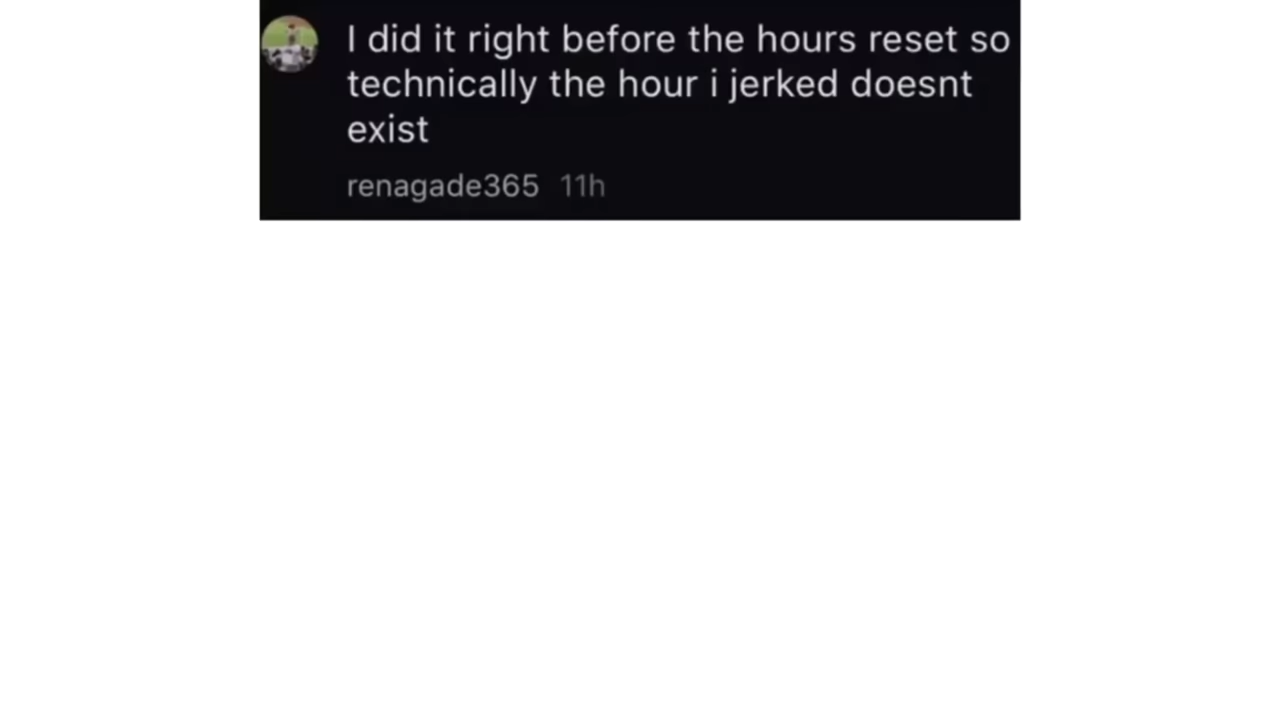 I did it right before the hours reset so
technically the hour i jerked doesnt
exist
renagade365 11h